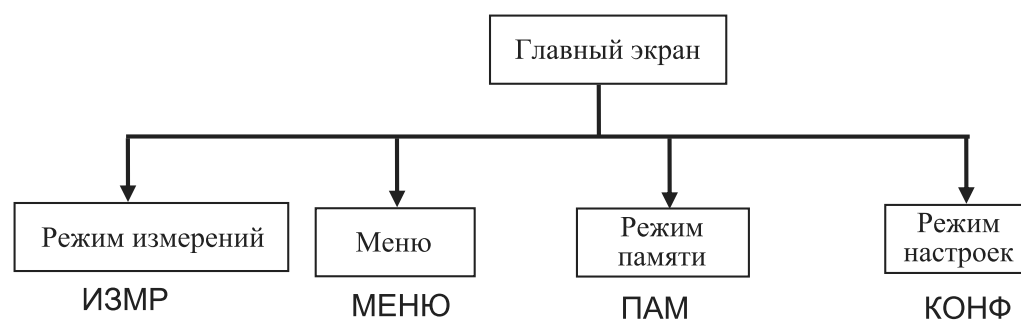 Главный экран
Режим измерений
Меню
Режим
памяти
Режим
настроек
ИЗМР
МЕНЮ
ПАМ
КОНФ